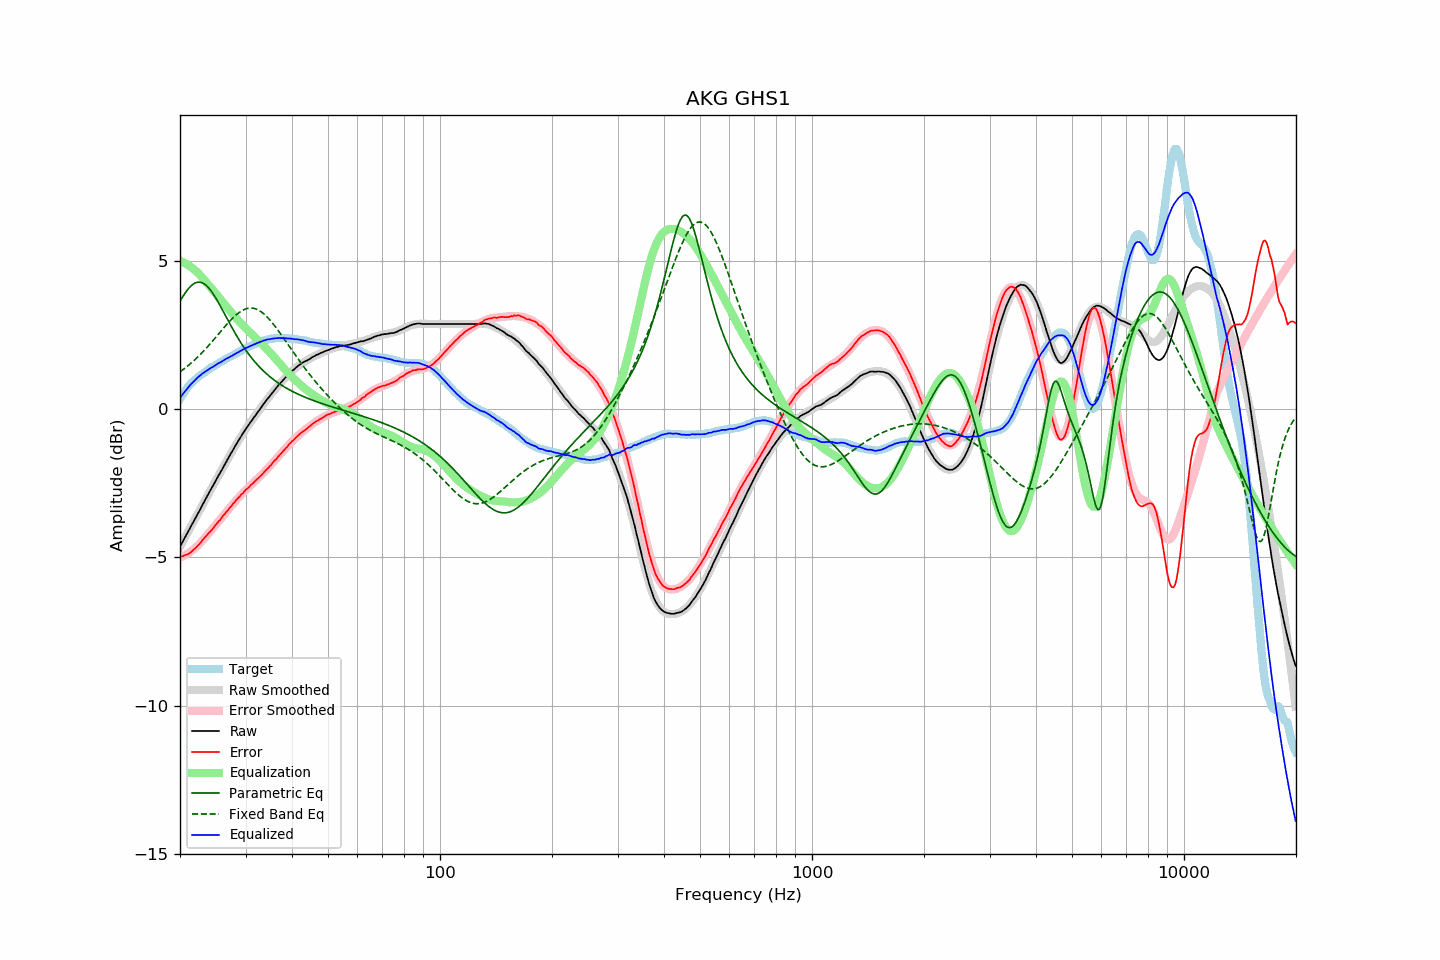 AKG GHS1
Amplitude (dBr)
5
0
−5
−10
−15
100
1000
10000
Frequency (Hz)
Target
Raw Smoothed
Error Smoothed
Raw
Error
Equalization
Parametric Eq
Fixed Band Eq
Equalized